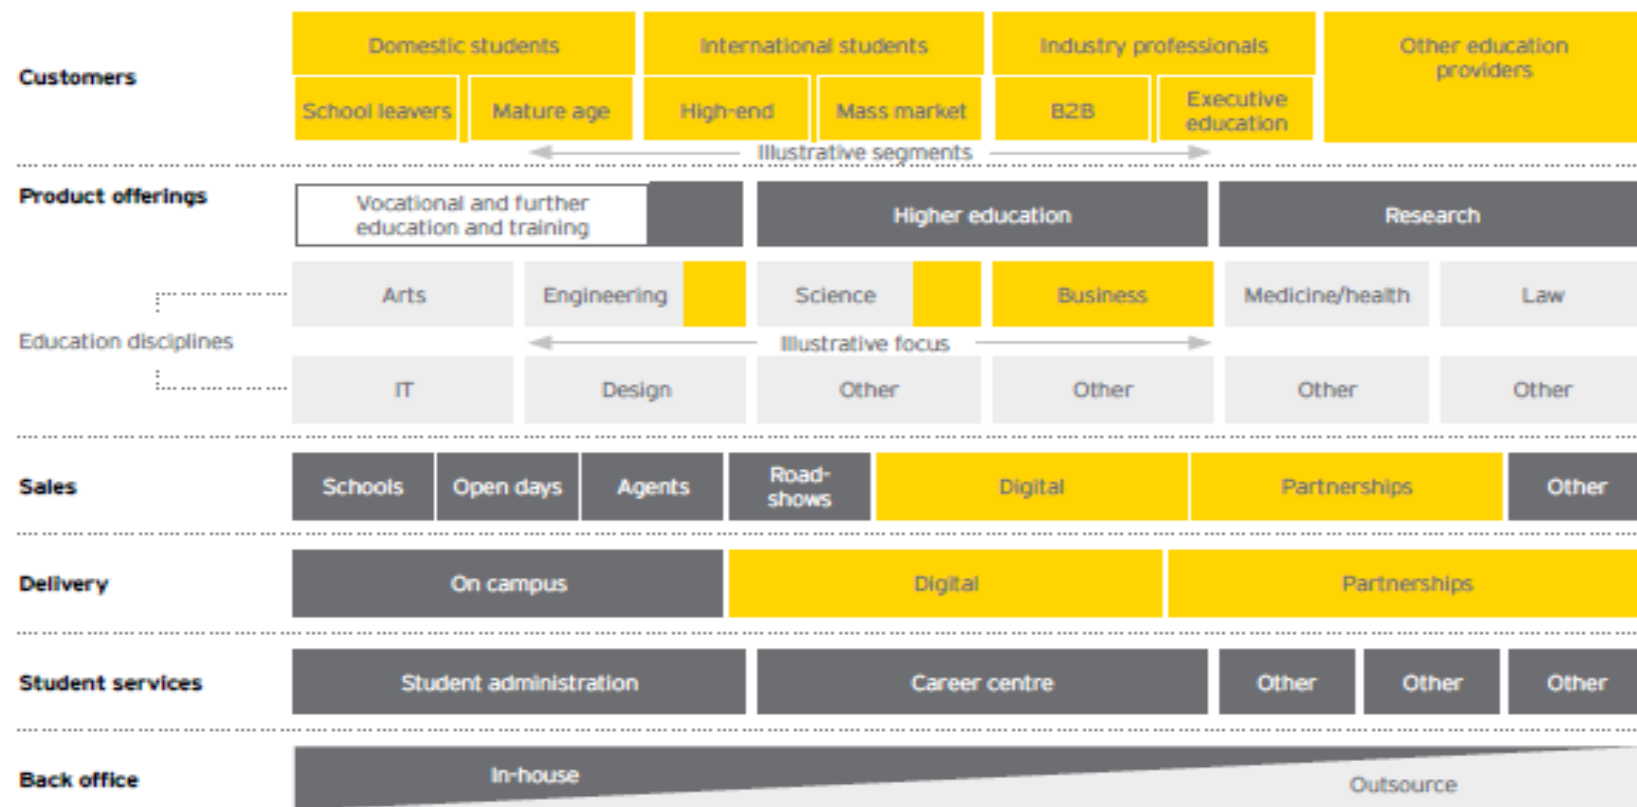 Customers
Domestic students
International students
Industry professionals
Other education
providers
School leavers
Mature age
High-end
Mass market
B2B
Executive
education
Illustrative segments
Product offerings
Vocational and further
education and training
Higher education
Research
Education disciplines
Arts
Engineering
Science
Business
Medicine/health
Law
Illustrative focus
IT
Design
Other
Other
Other
Other
Sales
Schools
Open days
Agents
Road-
shows
Digital
Partnerships
Other
Delivery
On campus
Digital
Partnerships
Student services
Student administration
Career centre
Other
Other
Other
Back office
In-house
Outsource